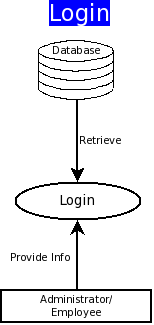 Login
Database
Retrieve
Login
Provide Info
Administrator/
Employee